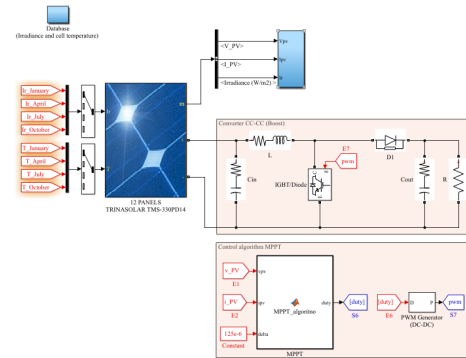 Database
(Irradiance and cell temperature)
<V_PV>
Vpv
<I_PV>
Ipv
<Irradiance (W/m2)>
Ir_January
Ir_April
Ir_July
Ir_October
T_January
T_April
T_July
T_October
m
12 PANELS
TRINASOLAR TMS-330PD14
Converter CC-CC (Boost)
L
D1
E7
pwm
Cin
IGBT/Diode
Cout
R
Control algorithm MPPT
v_PV
E1
vpv
i_PV
E2
ipv
MPPT_algoritmo
duty
[duty]
S6
[duty]
E6
D
P
PWM Generator
(DC-DC)
pwm
S7
125e-6
Constant
delta
MPPT